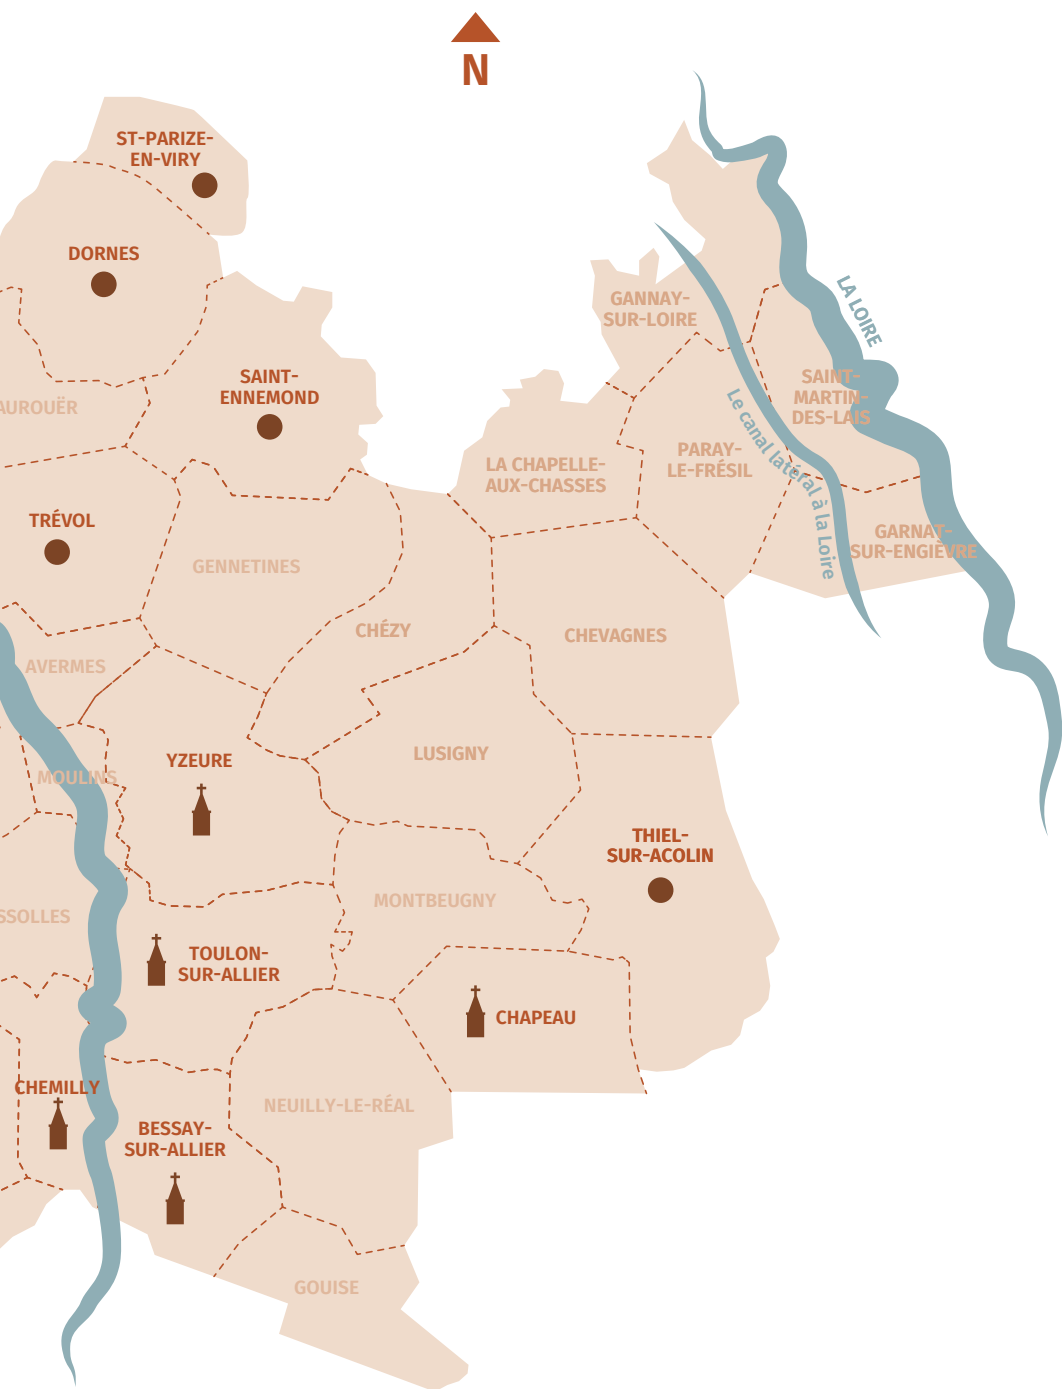 N
ST-PARIZE-
EN-VIRY
DORNES
GANNAY-
SUR-LOIRE
LA LOIRE
SAINT-
ENNEMOND
SAINT-
MARTIN-
DES-LAIS
AUROUËR
Le canal latéral à la Loire
PARAY-
LE-FRÉSIL
LA CHAPELLE-
AUX-CHASSES
TRÉVOL
GARNAT-
SUR-ENGIÈVRE
GENNETINES
CHÉZY
CHEVAGNES
AVERMES
YZEURE
LUSIGNY
MOULINS
THIEL-
SUR-ACOLIN
MONTBEUGNY
SSOLLES
TOULON-
SUR-ALLIER
CHAPEAU
CHEMILLY
NEUILLY-LE-RÉAL
BESSAY-
SUR-ALLIER
GOUISE